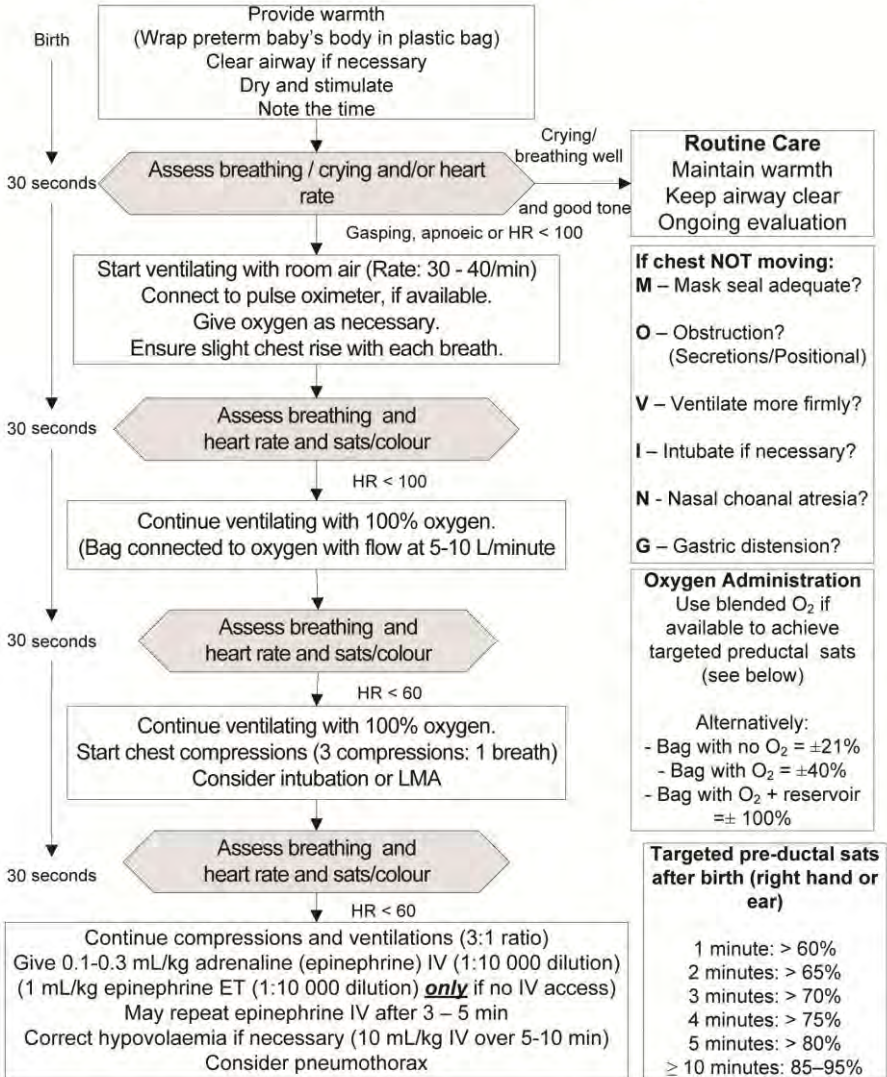 Provide warmth
(Wrap preterm baby's body in plastic bag)
Clear airway if necessary
Dry and stimulate
Note the time
Birth
30 seconds
Assess breathing / crying and/or heart
rate
Crying/
breathing well
and good tone
Routine Care
Maintain warmth
Keep airway clear
Ongoing evaluation
Gasping, apnoeic or HR < 100
Start ventilating with room air (Rate: 30 - 40/min)
Connect to pulse oximeter, if available.
Give oxygen as necessary.
Ensure slight chest rise with each breath.
30 seconds
Assess breathing and
heart rate and sats/colour
HR < 100
Continue ventilating with 100% oxygen.
(Bag connected to oxygen with flow at 5-10 L/minute
30 seconds
Assess breathing and
heart rate and sats/colour
HR < 60
Continue ventilating with 100% oxygen.
Start chest compressions (3 compressions: 1 breath)
Consider intubation or LMA
30 seconds
Assess breathing and
heart rate and sats/colour
HR < 60
Continue compressions and ventilations (3:1 ratio)
Give 0.1-0.3 mL/kg adrenaline (epinephrine) IV (1:10 000 dilution)
(1 mL/kg epinephrine ET (1:10 000 dilution) only if no IV access)
May repeat epinephrine IV after 3 – 5 min
Correct hypovolaemia if necessary (10 mL/kg IV over 5-10 min)
Consider pneumothorax
If chest NOT moving:
M – Mask seal adequate?
O – Obstruction?
(Secretions/Positional)
V – Ventilate more firmly?
I – Intubate if necessary?
N - Nasal choanal atresia?
G – Gastric distension?
Oxygen Administration
Use blended O₂ if
available to achieve
targeted preductal sats
(see below)
Alternatively:
- Bag with no O₂ = ±21%
- Bag with O₂ = ±40%
- Bag with O₂ + reservoir
=± 100%
Targeted pre-ductal sats
after birth (right hand or
ear)
1 minute: > 60%
2 minutes: > 65%
3 minutes: > 70%
4 minutes: > 75%
5 minutes: > 80%
≥ 10 minutes: 85–95%